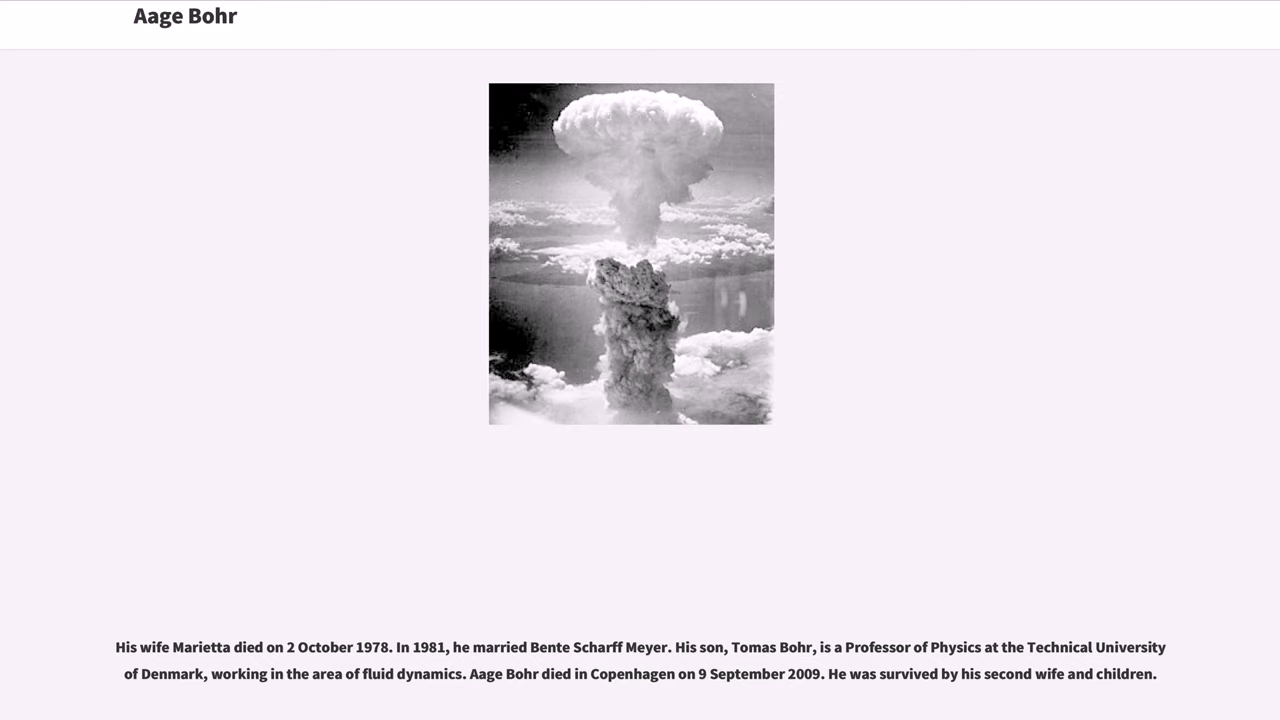 Aage Bohr
His wife Marietta died on 2 October 1978. In 1981, he married Bente Scharff Meyer. His son, Tomas Bohr, is a Professor of Physics at the Technical University
of Denmark, working in the area of fluid dynamics. Aage Bohr died in Copenhagen on 9 September 2009. He was survived by his second wife and children.